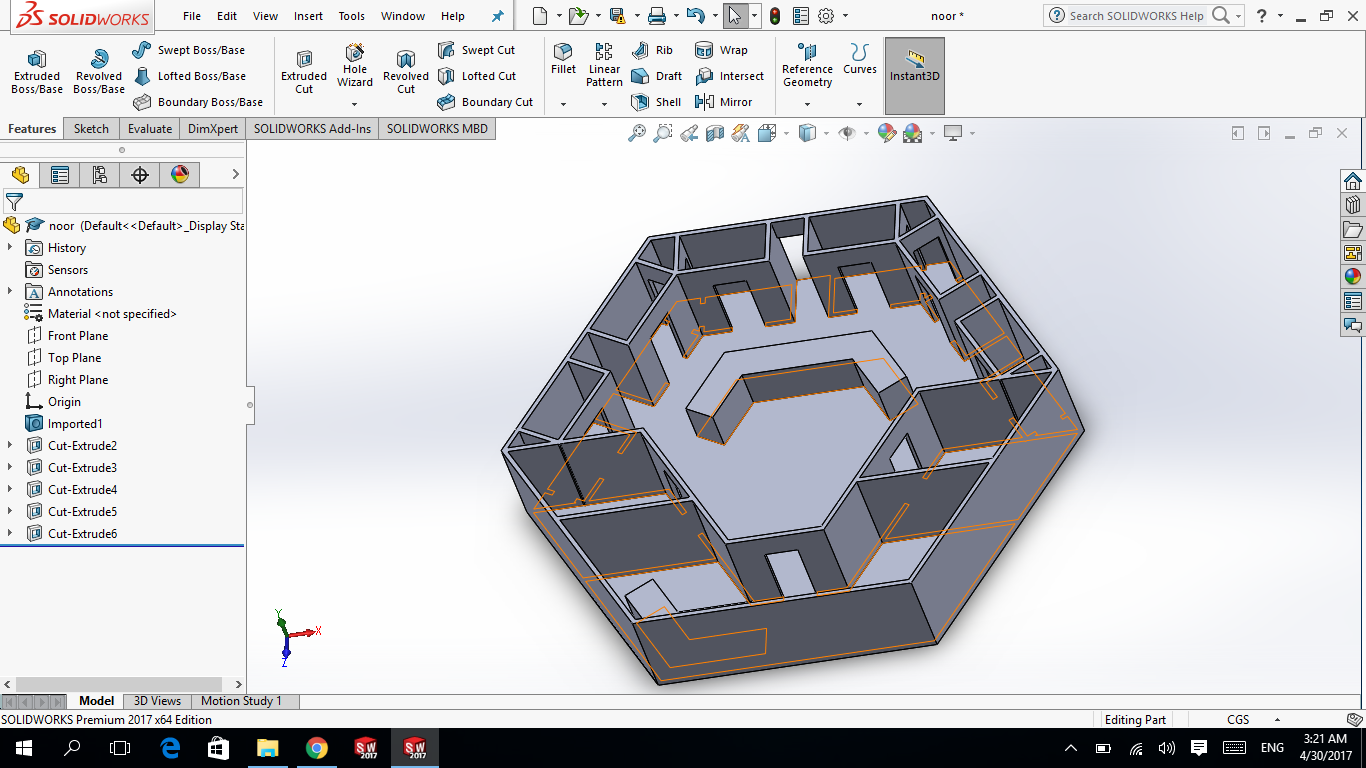 SOLIDWORKS File Edit View Insert Tools Window Help noor * Search SOLIDWORKS Help ?
Extruded Boss/Base
Revolved Boss/Base
Swept Boss/Base
Lofted Boss/Base
Boundary Boss/Base
Extruded Cut
Hole Wizard
Revolved Cut
Swept Cut
Lofted Cut
Boundary Cut
Fillet
Linear Pattern
Rib
Draft
Shell
Wrap
Intersect
Mirror
Reference Geometry
Curves
Instant3D
Features Sketch Evaluate DimXpert SOLIDWORKS Add-Ins SOLIDWORKS MBD
noor (Default<<Default>_Display Sta
History
Sensors
Annotations
Material <not specified>
Front Plane
Top Plane
Right Plane
Origin
Imported1
Cut-Extrude2
Cut-Extrude3
Cut-Extrude4
Cut-Extrude5
Cut-Extrude6
Y
X
Z
Model 3D Views Motion Study 1
SOLIDWORKS Premium 2017 x64 Edition Editing Part CGS
SW 2017 SW 2017 ENG 3:21 AM
4/30/2017